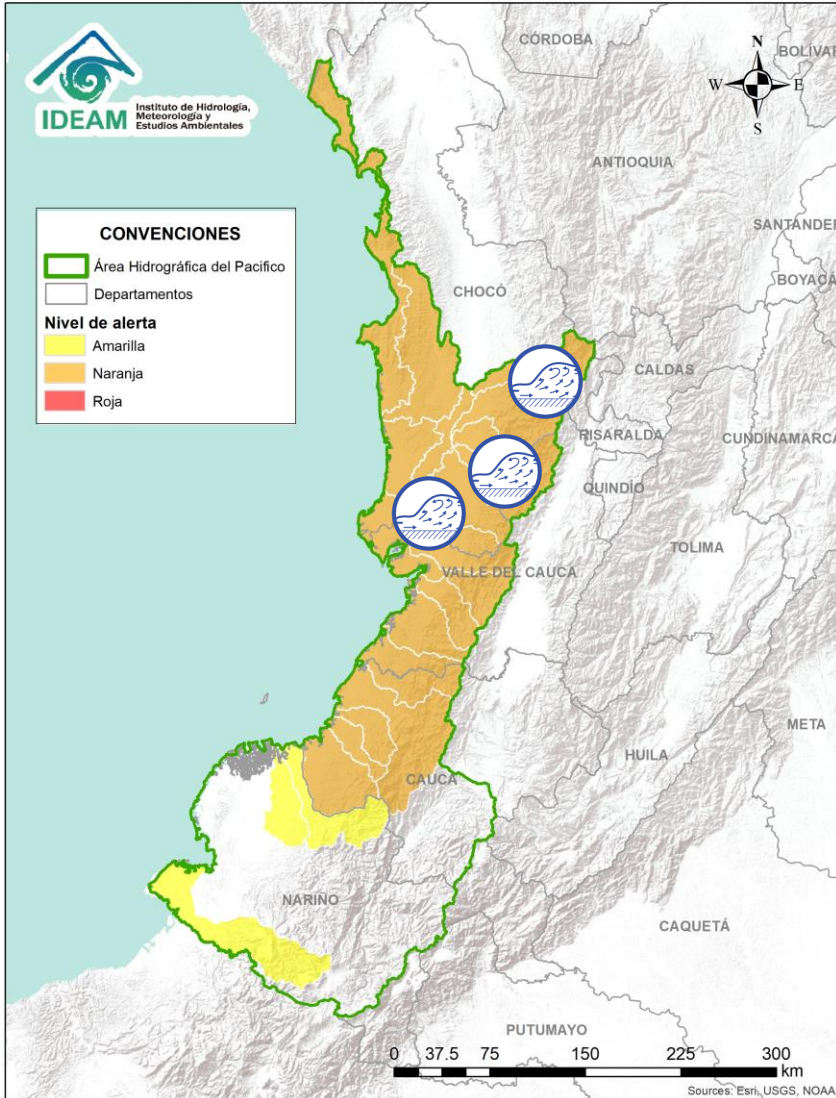 IDEAM
Instituto de Hidrología,
Meteorología y
Estudios Ambientales
CÓRDOBA
BOLÍVAR
N
W
E
S
ANTIOQUIA
SANTANDER
BOYACÁ
CONVENCIONES
Área Hidrográfica del Pacifico
Departamentos
Nivel de alerta
Amarilla
Naranja
Roja
CHOCÓ
CALDAS
RISARALDA
CUNDINAMARCA
QUINDÍO
TOLIMA
VALLE DEL CAUCA
META
HUILA
CAUCA
NARIÑO
CAQUETÁ
PUTUMAYO
0 37.5 75 150 225 300
km
Sources: Esri, USGS, NOAA